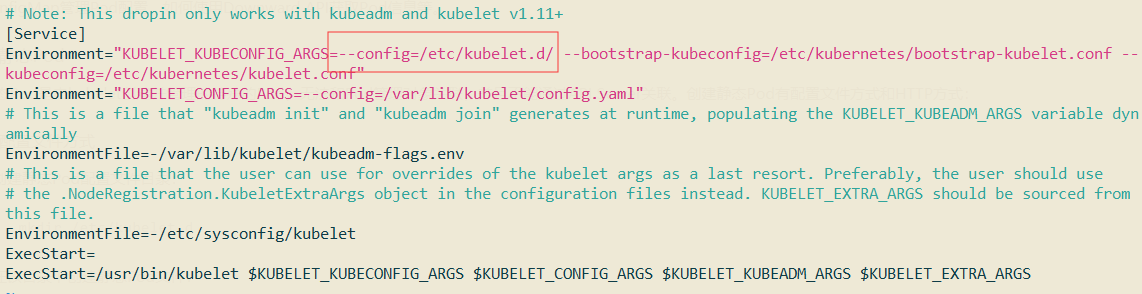 # Note: This dropin only works with kubeadm and kubelet v1.11+
[Service]
Environment="KUBELET_KUBECONFIG_ARGS=--config=/etc/kubelet.d/ --bootstrap-kubeconfig=/etc/kubernetes/bootstrap-kubelet.conf --
kubeconfig=/etc/kubernetes/kubelet.conf"
Environment="KUBELET_CONFIG_ARGS=--config=/var/lib/kubelet/config.yaml"
# This is a file that "kubeadm init" and "kubeadm join" generates at runtime, populating the KUBELET_KUBEADM_ARGS variable dyn
amically
EnvironmentFile=-/var/lib/kubelet/kubeadm-flags.env
# This is a file that the user can use for overrides of the kubelet args as a last resort. Preferably, the user should use
# the .NodeRegistration.KubeletExtraArgs object in the configuration files instead. KUBELET_EXTRA_ARGS should be sourced from
this file.
EnvironmentFile=-/etc/sysconfig/kubelet
ExecStart=
ExecStart=/usr/bin/kubelet $KUBELET_KUBECONFIG_ARGS $KUBELET_CONFIG_ARGS $KUBELET_KUBEADM_ARGS $KUBELET_EXTRA_ARGS
~